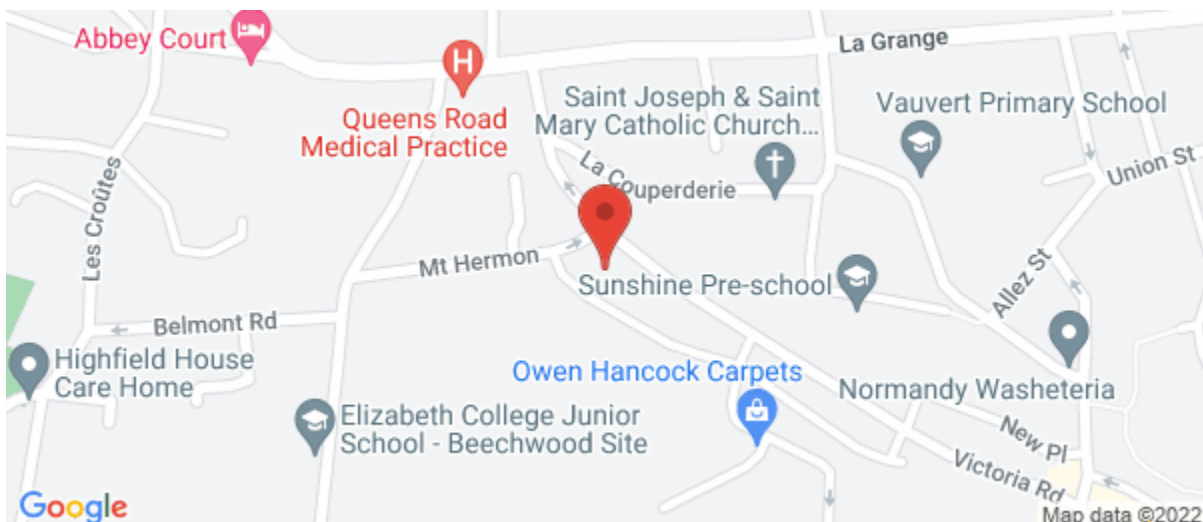 Abbey Court
La Grange
H
Queens Road
Medical Practice
Saint Joseph & Saint
Mary Catholic Church...
Vauvert Primary School
La Couperderie
Union St
Les Croûtes
Mt Hermon
Sunshine Pre-school
Allez St
Belmont Rd
Highfield House
Care Home
Owen Hancock Carpets
Normandy Washeteria
Elizabeth College Junior
School - Beechwood Site
New Pl
Victoria Rd
Google
Map data ©2022